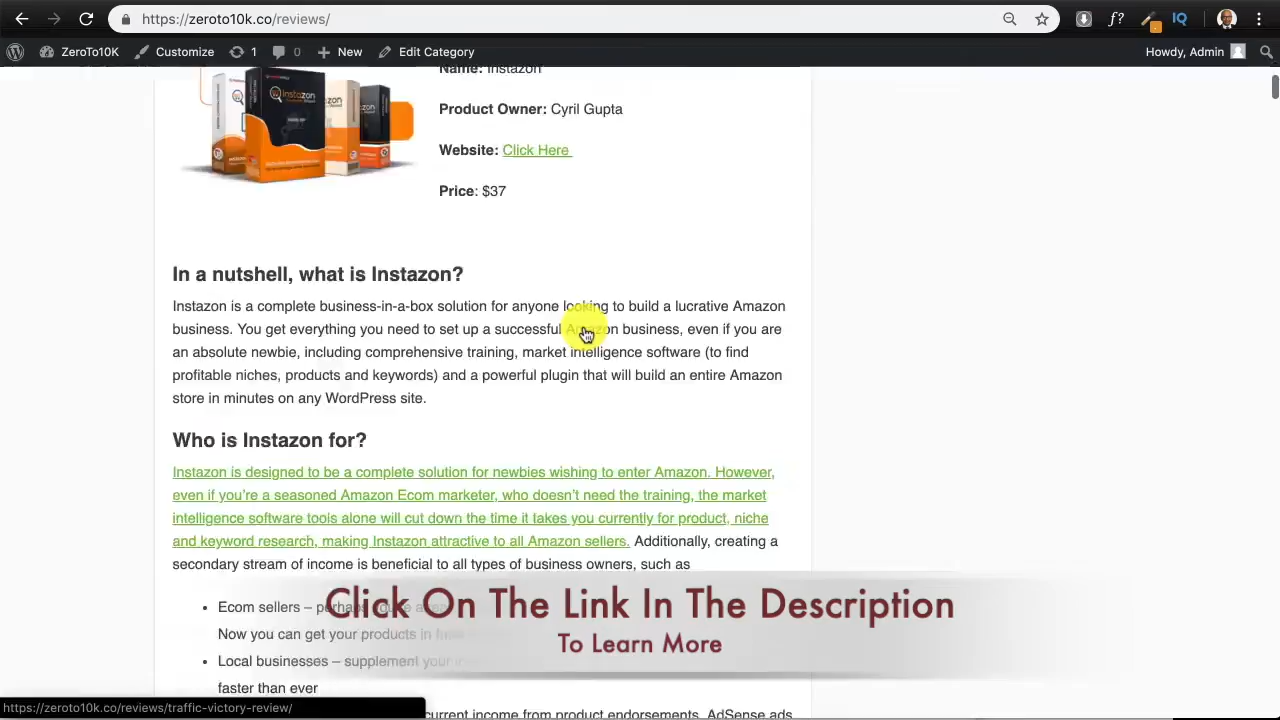 https://zeroto10k.co/reviews/
f?
IQ
ZeroTo10K
Customize
1
0
New
Edit Category
Howdy, Admin
Name: Instazon
instazon
Product Owner: Cyril Gupta
Website: Click Here
Price: $37
In a nutshell, what is Instazon?
Instazon is a complete business-in-a-box solution for anyone looking to build a lucrative Amazon
business. You get everything you need to set up a successful Amazon business, even if you are
an absolute newbie, including comprehensive training, market intelligence software (to find
profitable niches, products and keywords) and a powerful plugin that will build an entire Amazon
store in minutes on any WordPress site.
Who is Instazon for?
Instazon is designed to be a complete solution for newbies wishing to enter Amazon. However,
even if you're a seasoned Amazon Ecom marketer, who doesn't need the training, the market
intelligence software tools alone will cut down the time it takes you currently for product, niche
and keyword research, making Instazon attractive to all Amazon sellers. Additionally, creating a
secondary stream of income is beneficial to all types of business owners, such as
• Ecom sellers – perhaps
Click On The Link In The Description
Now you can get your products in
To Learn More
• Local businesses – supplement your
faster than ever
https://zeroto10k.co/reviews/traffic-victory-review/
current income from product endorsements, AdSense ads